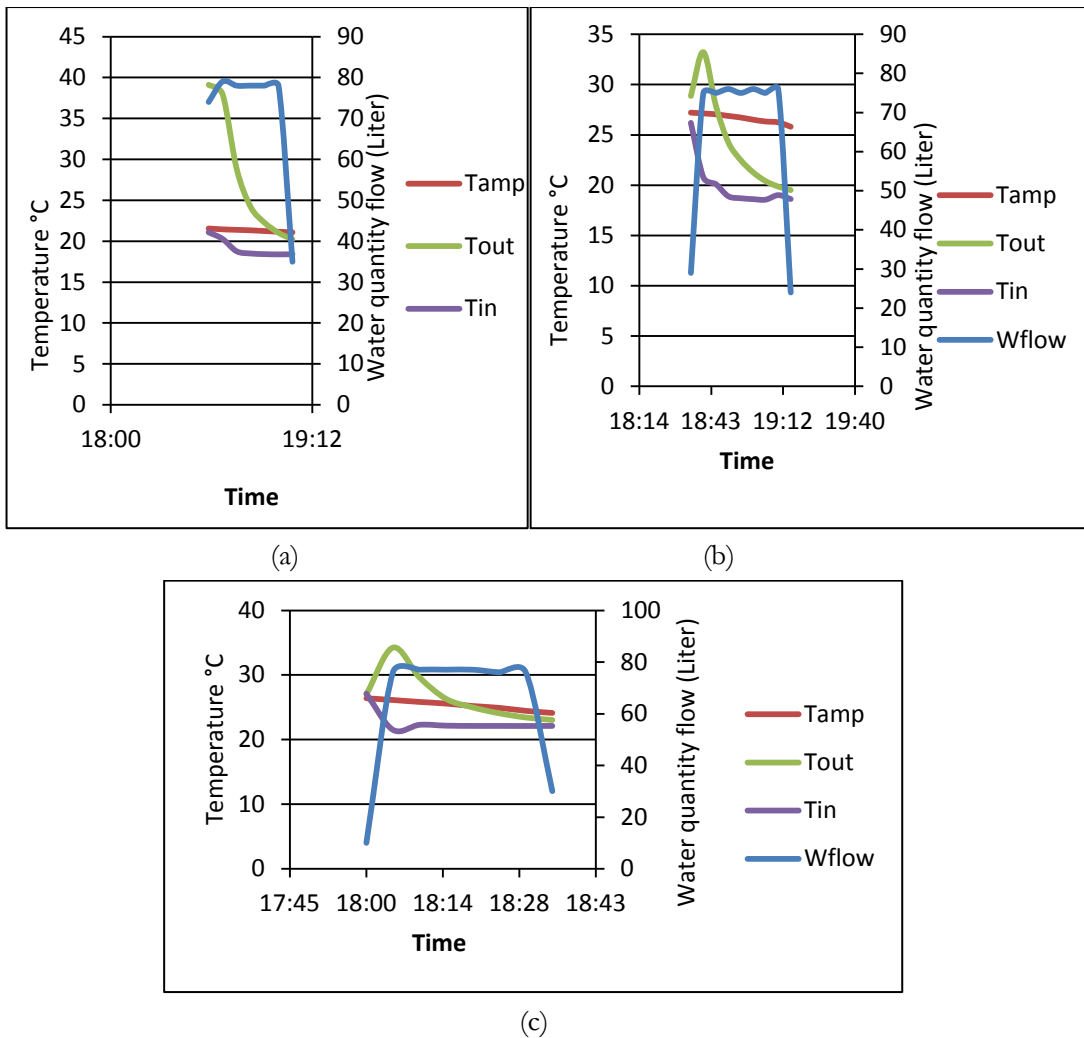 45
40
35
30
25
20
15
10
5
0
Temperature °C
90
80
70
60
50
40
30
20
10
0
Water quantity flow (Liter)
18:00 19:12
Time
Tamp
Tout
Tin
(a)
35
30
25
20
15
10
5
0
Temperature °C
90
80
70
60
50
40
30
20
10
0
Water quantity flow (Liter)
18:14 18:43 19:12 19:40
Time
Tamp
Tout
Tin
Wflow
(b)
40
30
20
10
0
Temperature °C
100
80
60
40
20
0
Water quantity flow (Liter)
17:45 18:00 18:14 18:28 18:43
Time
Tamp
Tout
Tin
Wflow
(c)